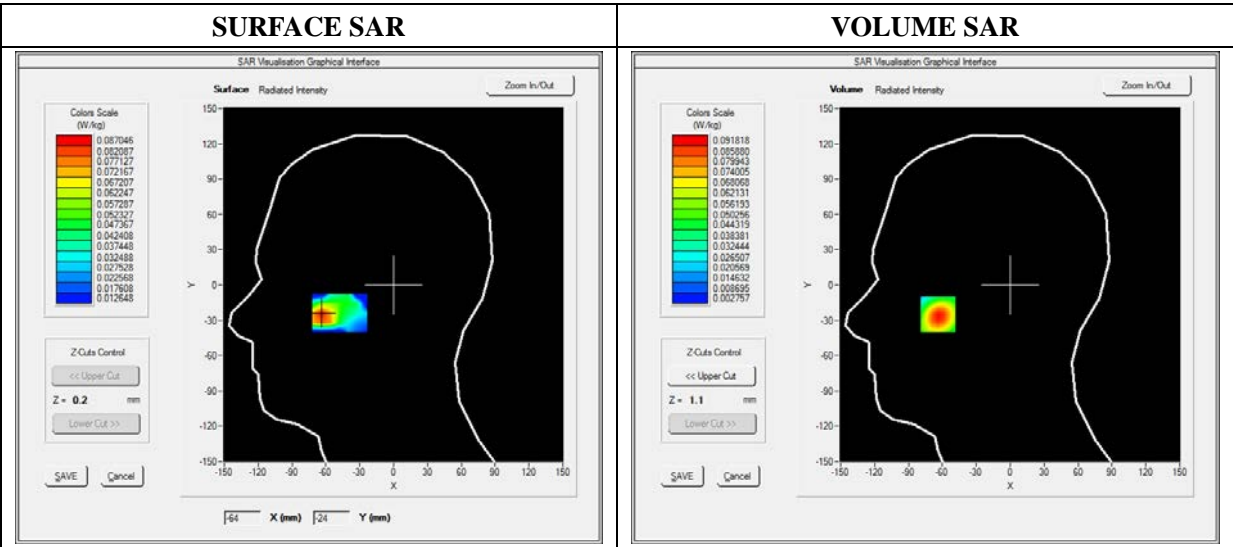 SURFACE SAR
VOLUME SAR
SAR Visualisation Graphical Interface
Surface Radiated Intensity
Zoom In/Out
Colors Scale
(W/kg)
0.087046
0.082087
0.077127
0.072167
0.067207
0.062247
0.057287
0.052327
0.047367
0.042408
0.037448
0.032488
0.027528
0.022568
0.017608
0.012648
Z-Cuts Control
<< Upper Cut
Z = 0.2 mm
Lower Cut >>
SAVE Cancel
150
120
90
60
30
0
-30
-60
-90
-120
-150
Y
-150 -120 -90 -60 -30 0 30 60 90 120 150
X
-64 X (mm) -24 Y (mm)
SAR Visualisation Graphical Interface
Volume Radiated Intensity
Zoom In/Out
Colors Scale
(W/kg)
0.091818
0.085880
0.079943
0.074005
0.068068
0.062131
0.056193
0.050256
0.044319
0.038381
0.032444
0.026507
0.020569
0.014632
0.008695
0.002757
Z-Cuts Control
<< Upper Cut
Z = 1.1 mm
Lower Cut >>
SAVE Cancel
150
120
90
60
30
0
-30
-60
-90
-120
-150
Y
-150 -120 -90 -60 -30 0 30 60 90 120 150
X